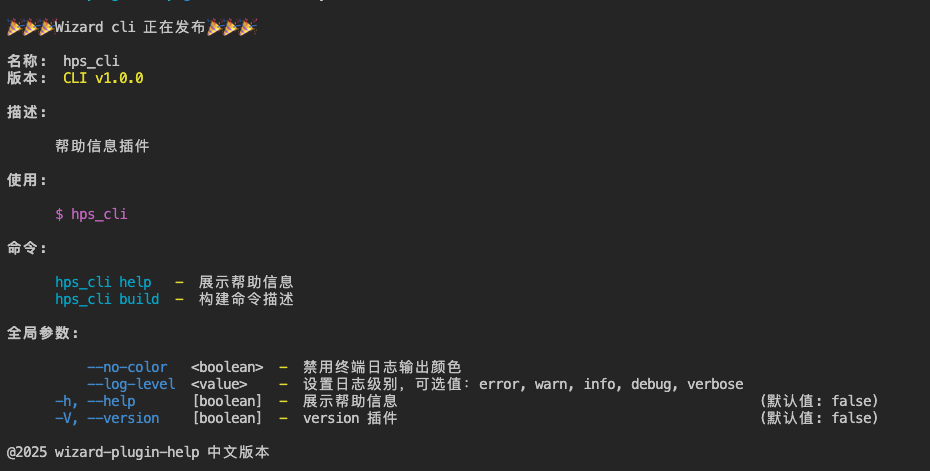 🎉🎉🎉Wizard cli 正在发布🎉🎉🎉
名称: hps_cli
版本: CLI v1.0.0
描述:
帮助信息插件
使用:
$ hps_cli
命令:
hps_cli help - 展示帮助信息
hps_cli build - 构建命令描述
全局参数:
--no-color <boolean> - 禁用终端日志输出颜色
--log-level <value> - 设置日志级别, 可选值: error, warn, info, debug, verbose
-h, --help [boolean] - 展示帮助信息 (默认值: false)
-V, --version [boolean] - version 插件 (默认值: false)
@2025 wizard-plugin-help 中文版本